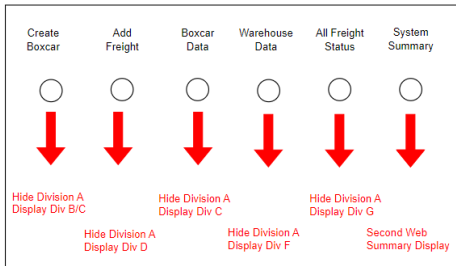 Create
Boxcar
Add
Freight
Boxcar
Data
Warehouse
Data
All Freight
Status
System
Summary
Hide Division A
Display Div B/C
Hide Division A
Display Div D
Hide Division A
Display Div C
Hide Division A
Display Div F
Hide Division A
Display Div G
Second Web
Summary Display